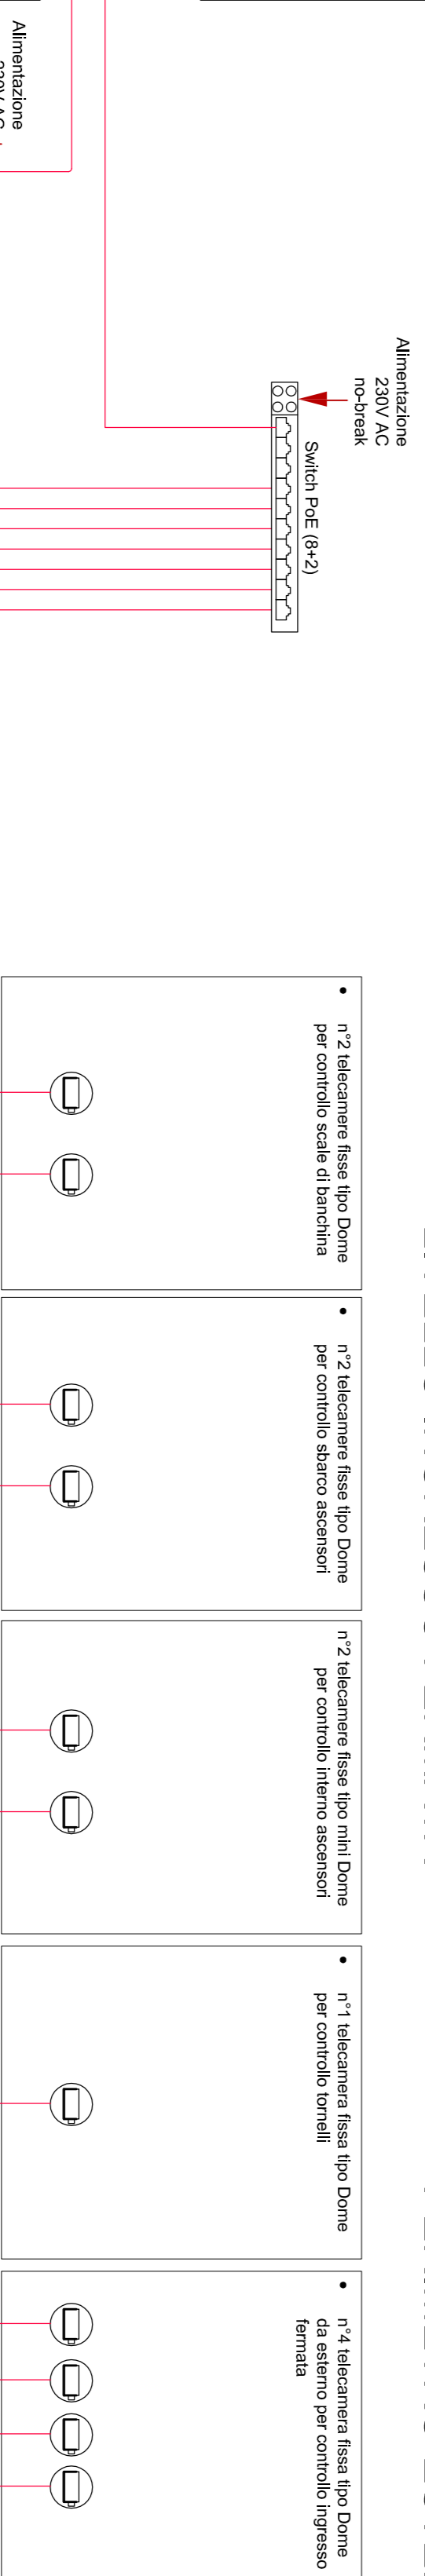 Alimentazione
230V AC
Alimentazione
230V AC
no-break
Switch PoE (8+2)
• n°2 telecamere fisse tipo Dome
per controllo scale di banchina
• n°2 telecamere fisse tipo Dome
per controllo sbarco ascensori
n°2 telecamere fisse tipo mini Dome
per controllo interno ascensori
• n°1 telecamera fissa tipo Dome
per controllo tornelli
• n°4 telecamera fissa tipo Dome
da esterno per controllo ingresso
fermata